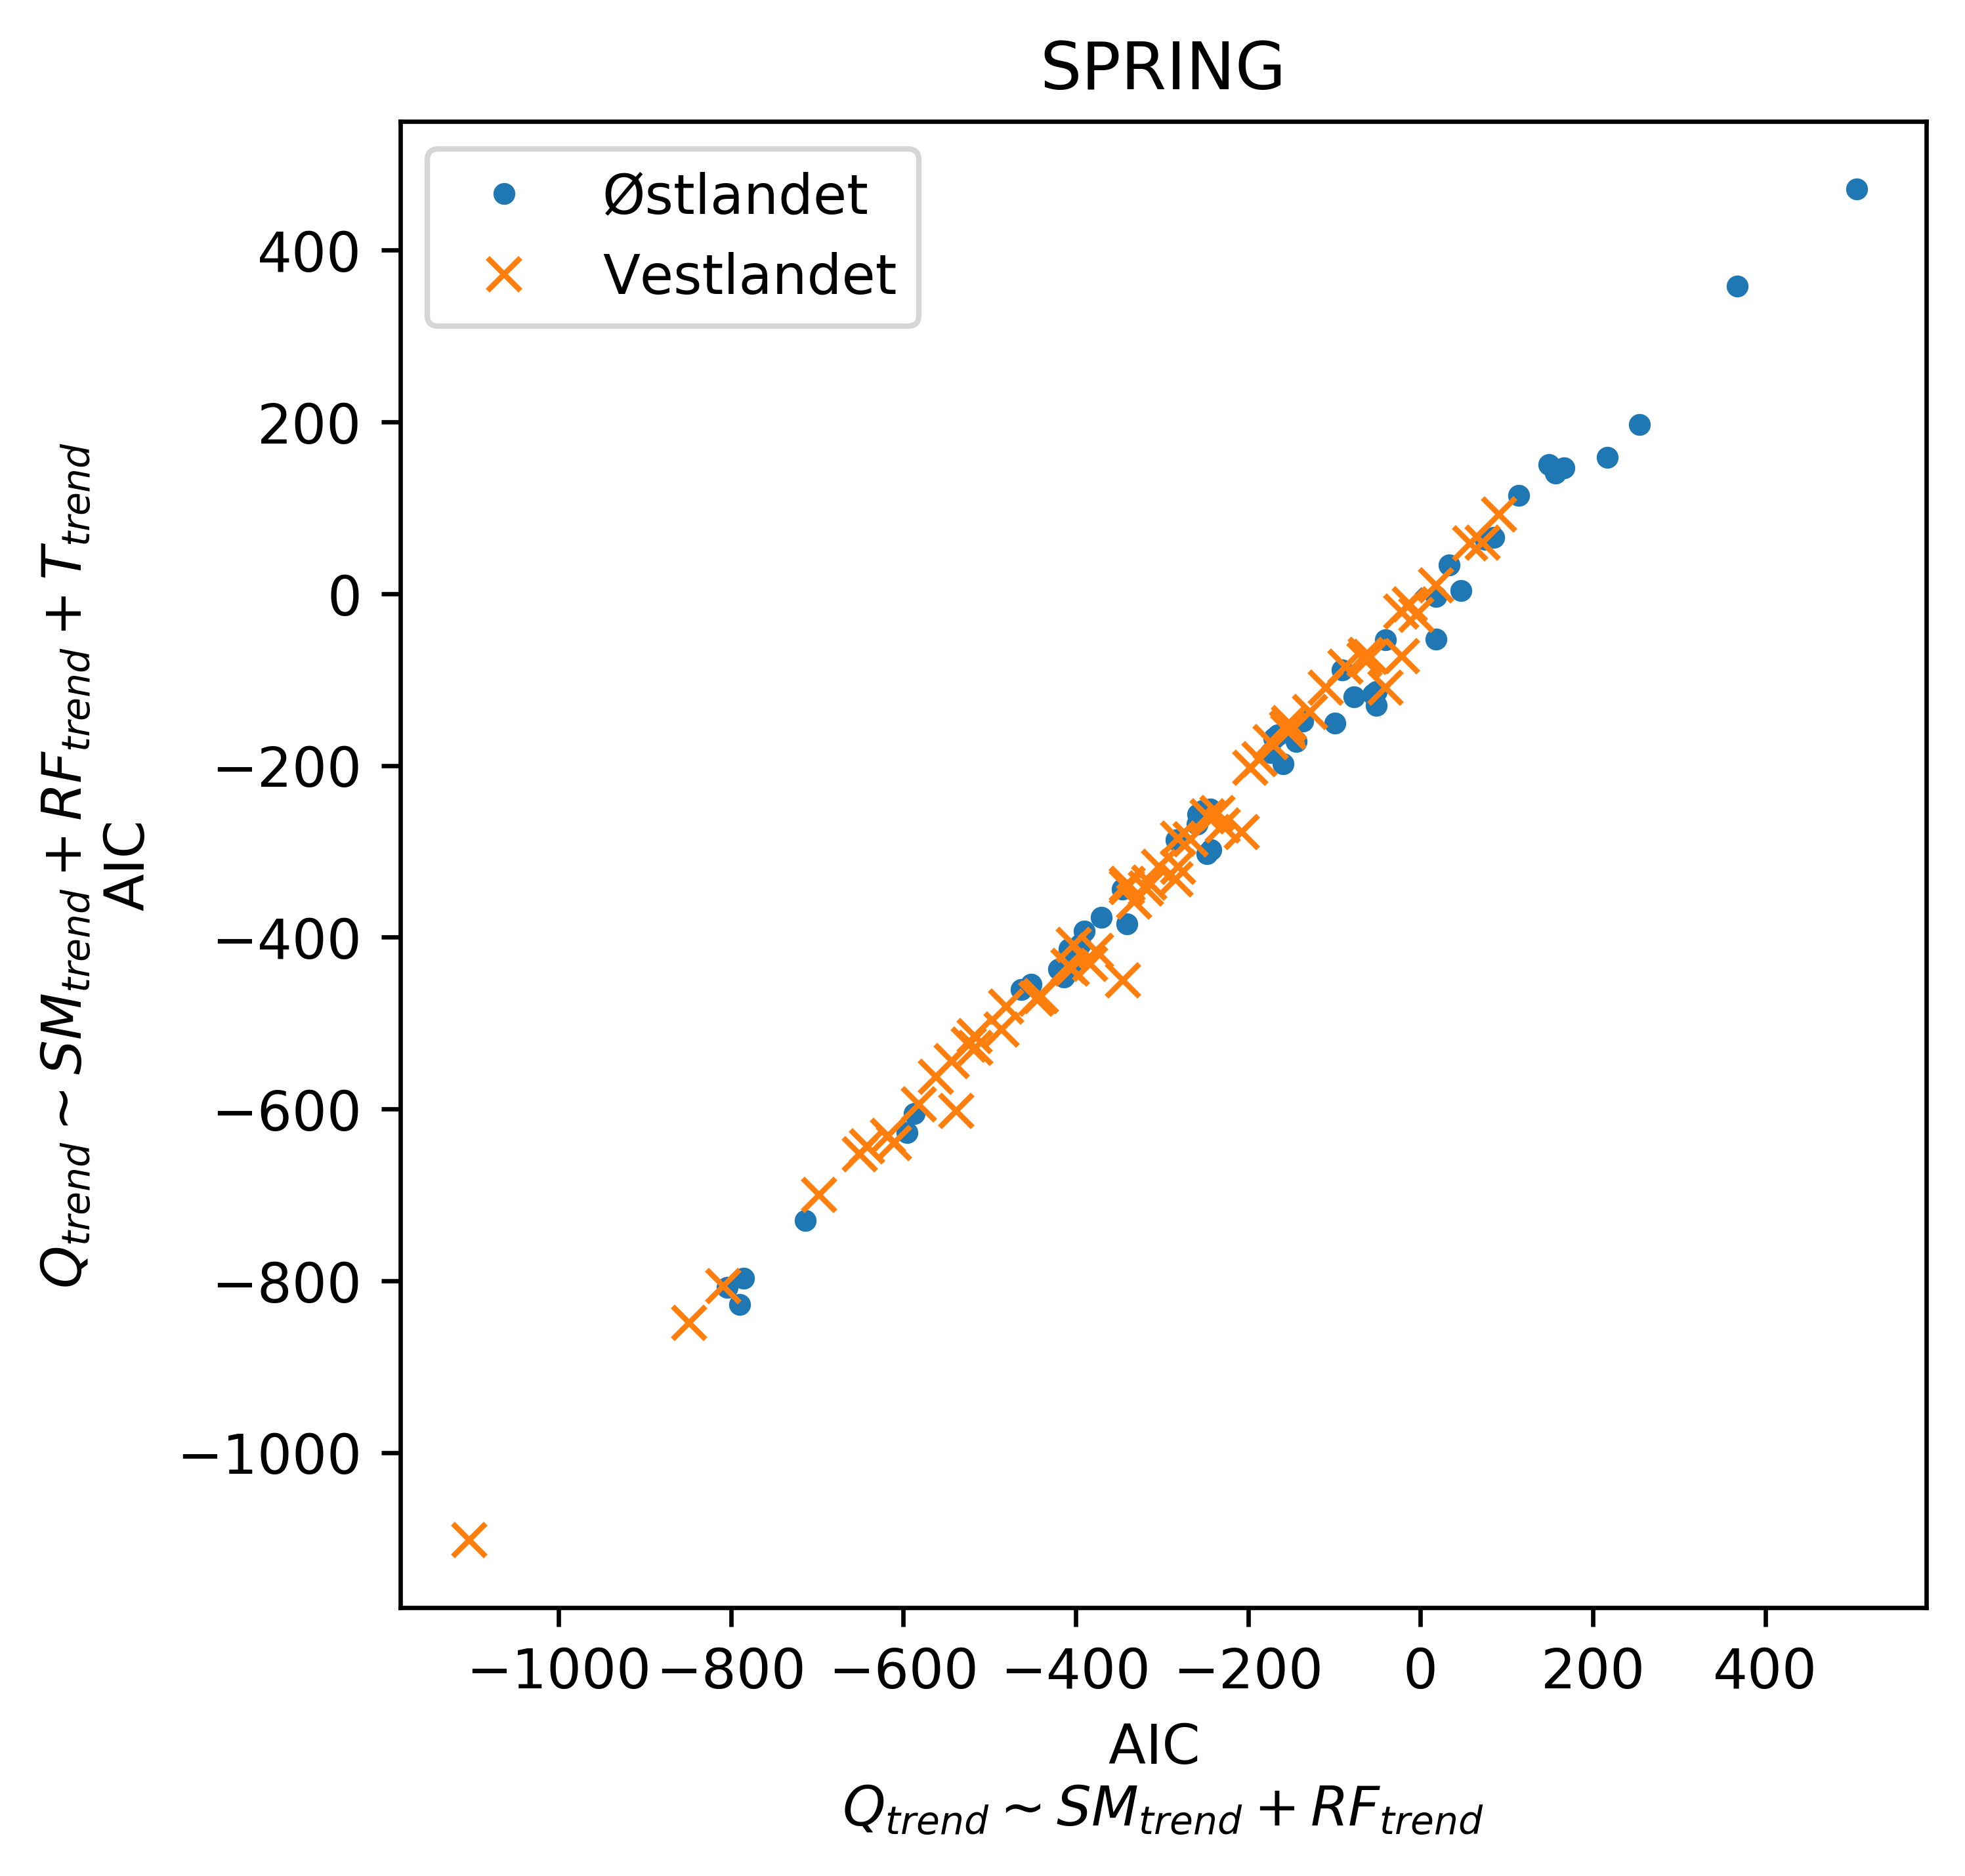 SPRING
Østlandet
Vestlandet
400
200
0
−200
−400
−600
−800
−1000
Q_trend ~ SM_trend + RF_trend + T_trend
AIC
−1000 −800 −600 −400 −200 0 200 400
AIC
Q_trend ~ SM_trend + RF_trend